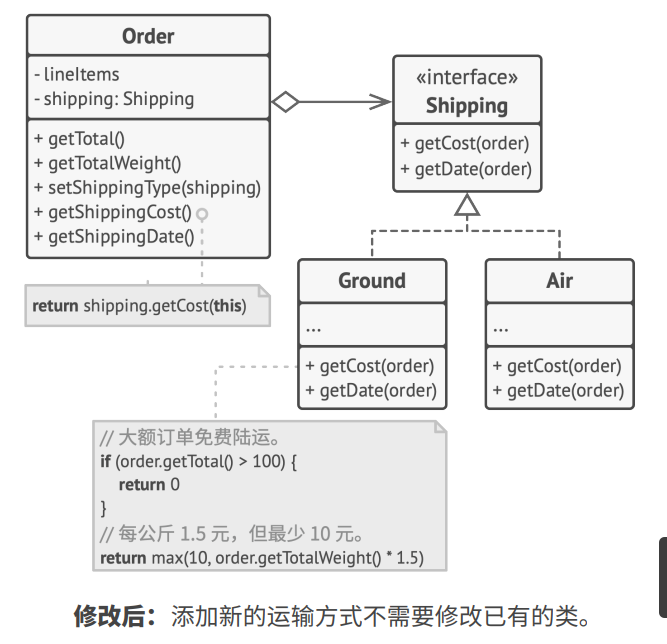 Order
- lineItems
- shipping: Shipping
+ getTotal()
+ getTotalWeight()
+ setShippingType(shipping)
+ getShippingCost()
+ getShippingDate()
return shipping.getCost(this)
«interface»
Shipping
+ getCost(order)
+ getDate(order)
Ground
...
+ getCost(order)
+ getDate(order)
Air
...
+ getCost(order)
+ getDate(order)
// 大额订单免费陆运。
if (order.getTotal() > 100) {
return 0
}
// 每公斤 1.5 元，但最少 10 元。
return max(10, order.getTotalWeight() * 1.5)
修改后：添加新的运输方式不需要修改已有的类。